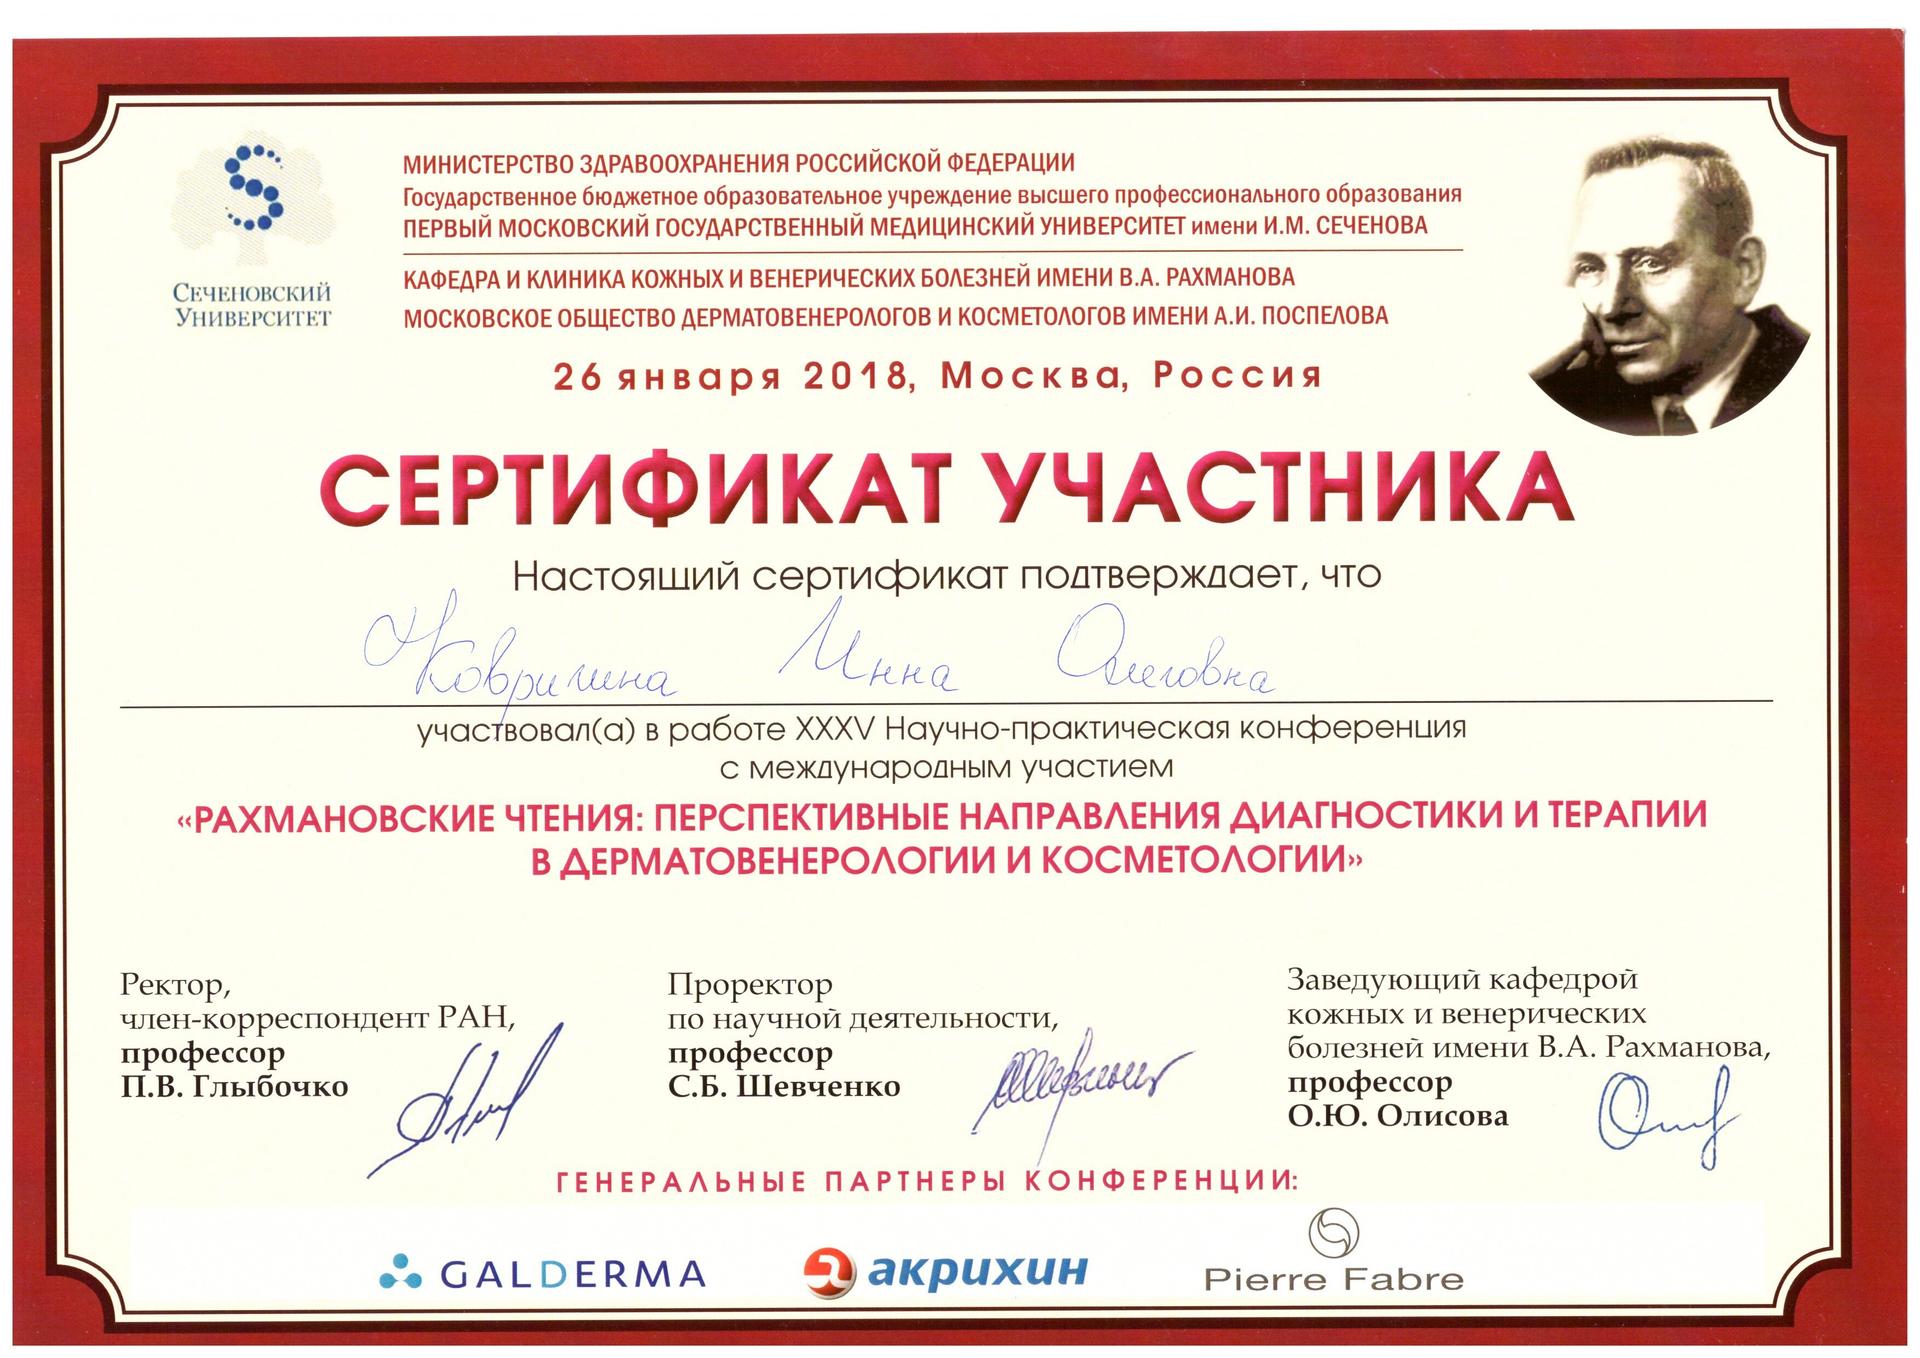 МИНИСТЕРСТВО ЗДРАВООХРАНЕНИЯ РОССИЙСКОЙ ФЕДЕРАЦИИ
Государственное бюджетное образовательное учреждение высшего профессионального образования
ПЕРВЫЙ МОСКОВСКИЙ ГОСУДАРСТВЕННЫЙ МЕДИЦИНСКИЙ УНИВЕРСИТЕТ имени И.М. СЕЧЕНОВА
СЕЧЕНОВСКИЙ
УНИВЕРСИТЕТ
КАФЕДРА И КЛИНИКА КОЖНЫХ И ВЕНЕРИЧЕСКИХ БОЛЕЗНЕЙ ИМЕНИ В.А. РАХМАНОВА
МОСКОВСКОЕ ОБЩЕСТВО ДЕРМАТОВЕНЕРОЛОГОВ И КОСМЕТОЛОГОВ ИМЕНИ А.И. ПОСПЕЛОВА
26 января 2018, Москва, Россия
СЕРТИФИКАТ УЧАСТНИКА
Настоящий сертификат подтверждает, что
Инна Олеговна
участвовал(а) в работе XXXV Научно-практическая конференция
с международным участием
«РАХМАНОВСКИЕ ЧТЕНИЯ: ПЕРСПЕКТИВНЫЕ НАПРАВЛЕНИЯ ДИАГНОСТИКИ И ТЕРАПИИ
В ДЕРМАТОВЕНЕРОЛОГИИ И КОСМЕТОЛОГИИ»
Ректор,
член-корреспондент РАН,
профессор
П.В. Глыбочко
Проректор
по научной деятельности,
профессор
С.Б. Шевченко
Заведующий кафедрой
кожных и венерических
болезней имени В.А. Рахманова,
профессор
О.Ю. Олисова
ГЕНЕРАЛЬНЫЕ ПАРТНЕРЫ КОНФЕРЕНЦИИ:
GALDERMA
акрихин
Pierre Fabre